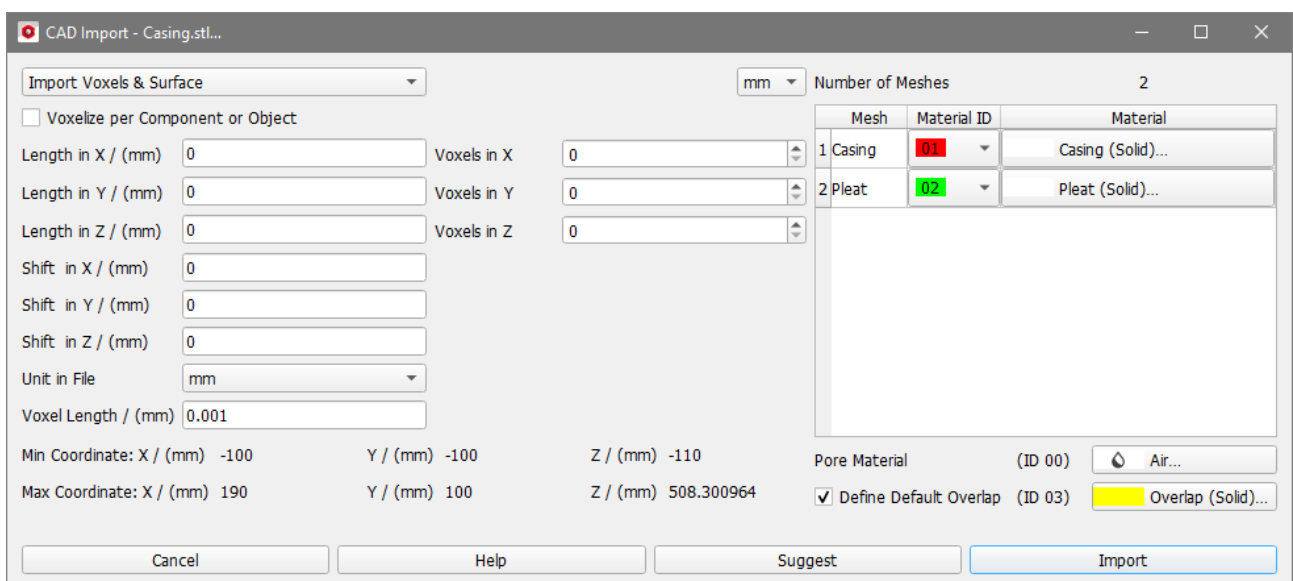 CAD Import - Casing.stl...
Import Voxels & Surface mm Number of Meshes 2
Voxelize per Component or Object
Mesh Material ID Material
Length in X / (mm) 0 Voxels in X 0
1 Casing 01 Casing (Solid)...
Length in Y / (mm) 0 Voxels in Y 0
2 Pleat 02 Pleat (Solid)...
Length in Z / (mm) 0 Voxels in Z 0
Shift in X / (mm) 0
Shift in Y / (mm) 0
Shift in Z / (mm) 0
Unit in File mm
Voxel Length / (mm) 0.001
Min Coordinate: X / (mm) -100 Y / (mm) -100 Z / (mm) -110
Pore Material (ID 00) Air...
Max Coordinate: X / (mm) 190 Y / (mm) 100 Z / (mm) 508.300964
Define Default Overlap (ID 03) Overlap (Solid)...
Cancel Help Suggest Import